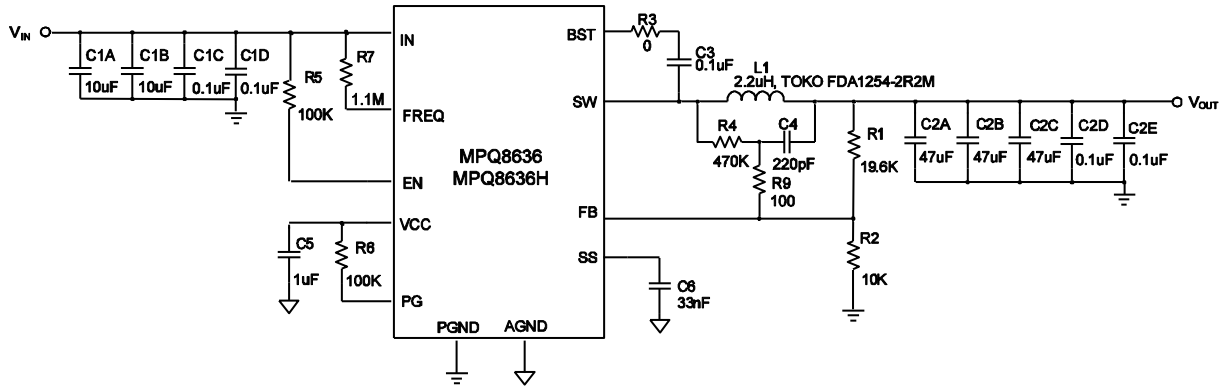 VIN
C1A
10uF
C1B
10uF
C1C
0.1uF
C1D
0.1uF
R5
100K
R7
1.1M
IN
FREQ
EN
VCC
PG
C5
1uF
R6
100K
MPQ8636
MPQ8636H
PGND
AGND
BST
SW
FB
SS
R3
0
C3
0.1uF
L1
2.2uH, TOKO FDA1254-2R2M
R4
470K
C4
220pF
R9
100
R1
19.6K
R2
10K
C6
33nF
C2A
47uF
C2B
47uF
C2C
47uF
C2D
0.1uF
C2E
0.1uF
VOUT